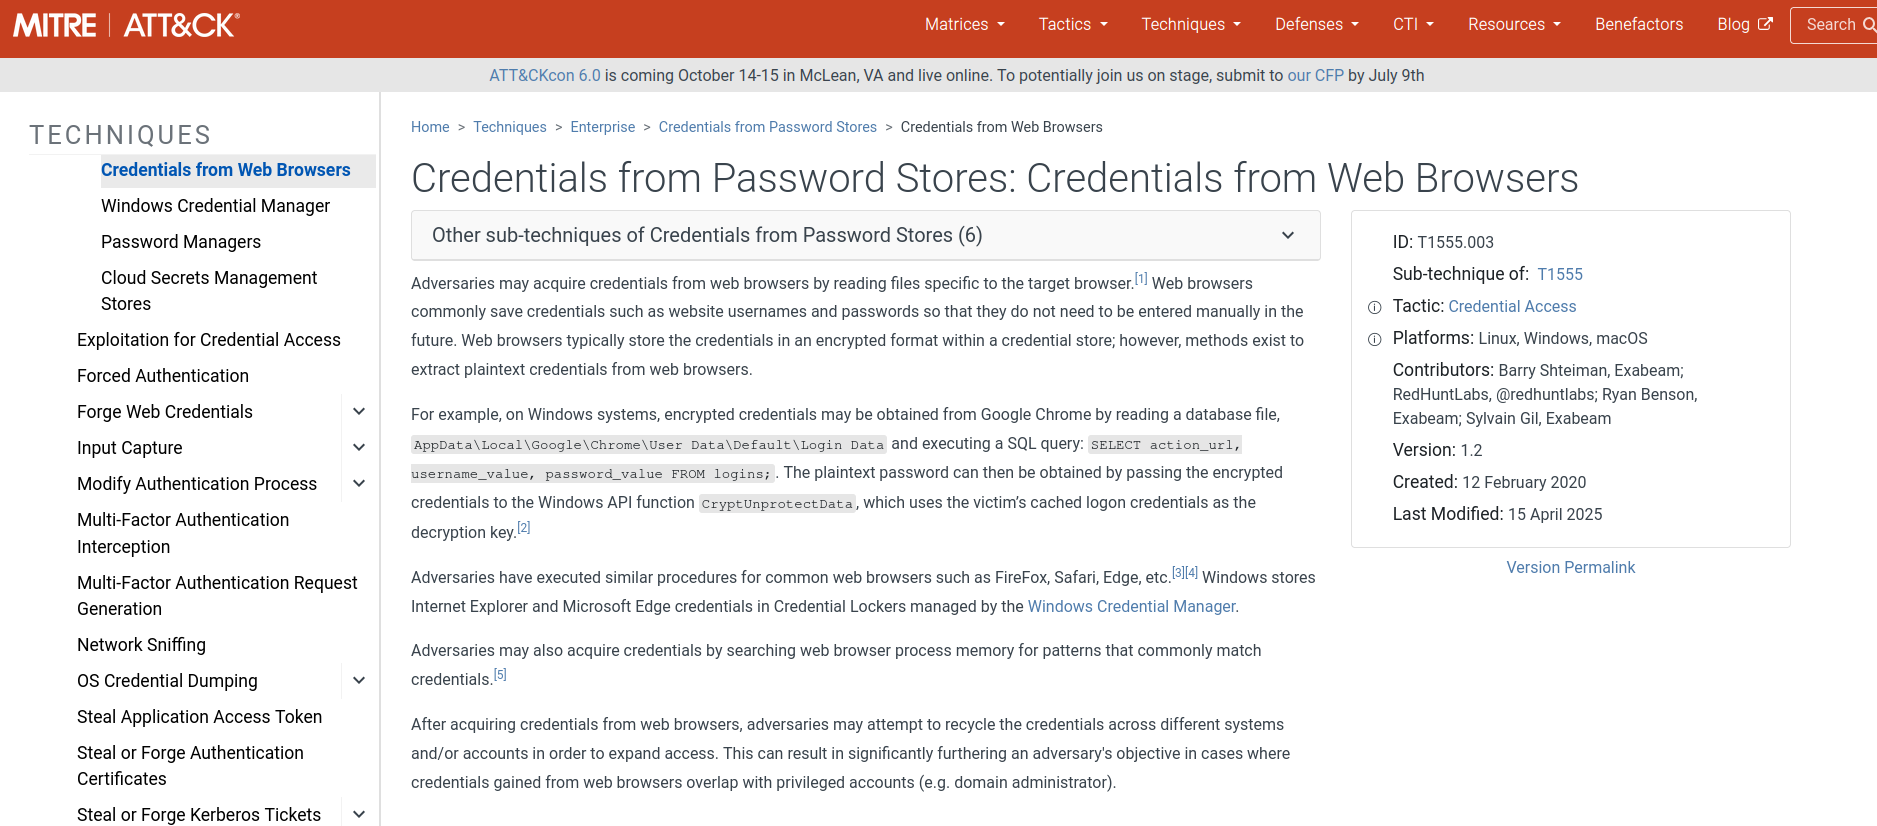 MITRE | ATT&CK®
Matrices
Tactics
Techniques
Defenses
CTI
Resources
Benefactors
Blog
Search
ATT&CKcon 6.0 is coming October 14-15 in McLean, VA and live online. To potentially join us on stage, submit to our CFP by July 9th
TECHNIQUES
Credentials from Web Browsers
Windows Credential Manager
Password Managers
Cloud Secrets Management
Stores
Exploitation for Credential Access
Forced Authentication
Forge Web Credentials
Input Capture
Modify Authentication Process
Multi-Factor Authentication
Interception
Multi-Factor Authentication Request
Generation
Network Sniffing
OS Credential Dumping
Steal Application Access Token
Steal or Forge Authentication
Certificates
Steal or Forge Kerberos Tickets
Home > Techniques > Enterprise > Credentials from Password Stores > Credentials from Web Browsers
Credentials from Password Stores: Credentials from Web Browsers
Other sub-techniques of Credentials from Password Stores (6)
Adversaries may acquire credentials from web browsers by reading files specific to the target browser.[1] Web browsers
commonly save credentials such as website usernames and passwords so that they do not need to be entered manually in the
future. Web browsers typically store the credentials in an encrypted format within a credential store; however, methods exist to
extract plaintext credentials from web browsers.
For example, on Windows systems, encrypted credentials may be obtained from Google Chrome by reading a database file,
AppData\Local\Google\Chrome\User Data\Default\Login Data and executing a SQL query: SELECT action_url,
username_value, password_value FROM logins;. The plaintext password can then be obtained by passing the encrypted
credentials to the Windows API function CryptUnprotectData, which uses the victim’s cached logon credentials as the
decryption key.[2]
Adversaries have executed similar procedures for common web browsers such as FireFox, Safari, Edge, etc.[3][4] Windows stores
Internet Explorer and Microsoft Edge credentials in Credential Lockers managed by the Windows Credential Manager.
Adversaries may also acquire credentials by searching web browser process memory for patterns that commonly match
credentials.[5]
After acquiring credentials from web browsers, adversaries may attempt to recycle the credentials across different systems
and/or accounts in order to expand access. This can result in significantly furthering an adversary's objective in cases where
credentials gained from web browsers overlap with privileged accounts (e.g. domain administrator).
ID: T1555.003
Sub-technique of: T1555
Tactic: Credential Access
Platforms: Linux, Windows, macOS
Contributors: Barry Shteiman, Exabeam;
RedHuntLabs, @redhuntlabs; Ryan Benson,
Exabeam; Sylvain Gil, Exabeam
Version: 1.2
Created: 12 February 2020
Last Modified: 15 April 2025
Version Permalink